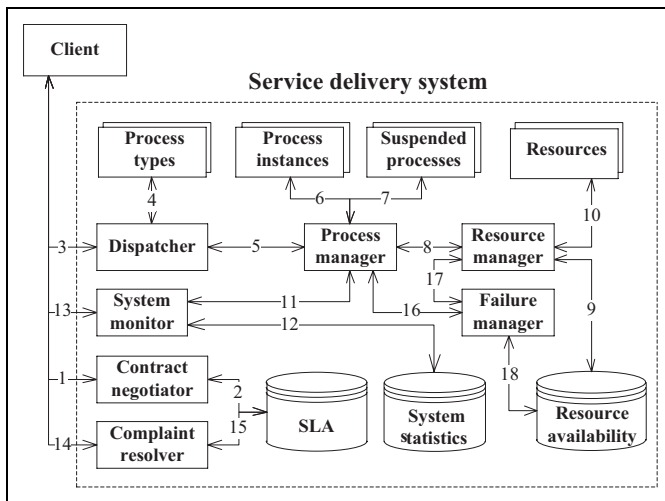 Client
Service delivery system
Process
types
Process
instances
Suspended
processes
Resources
4
6
7
10
3
Dispatcher
5
Process
manager
8
Resource
manager
17
13
System
monitor
11
16
Failure
manager
9
12
1
Contract
negotiator
2
18
15
SLA
System
statistics
Resource
availability
14
Complaint
resolver